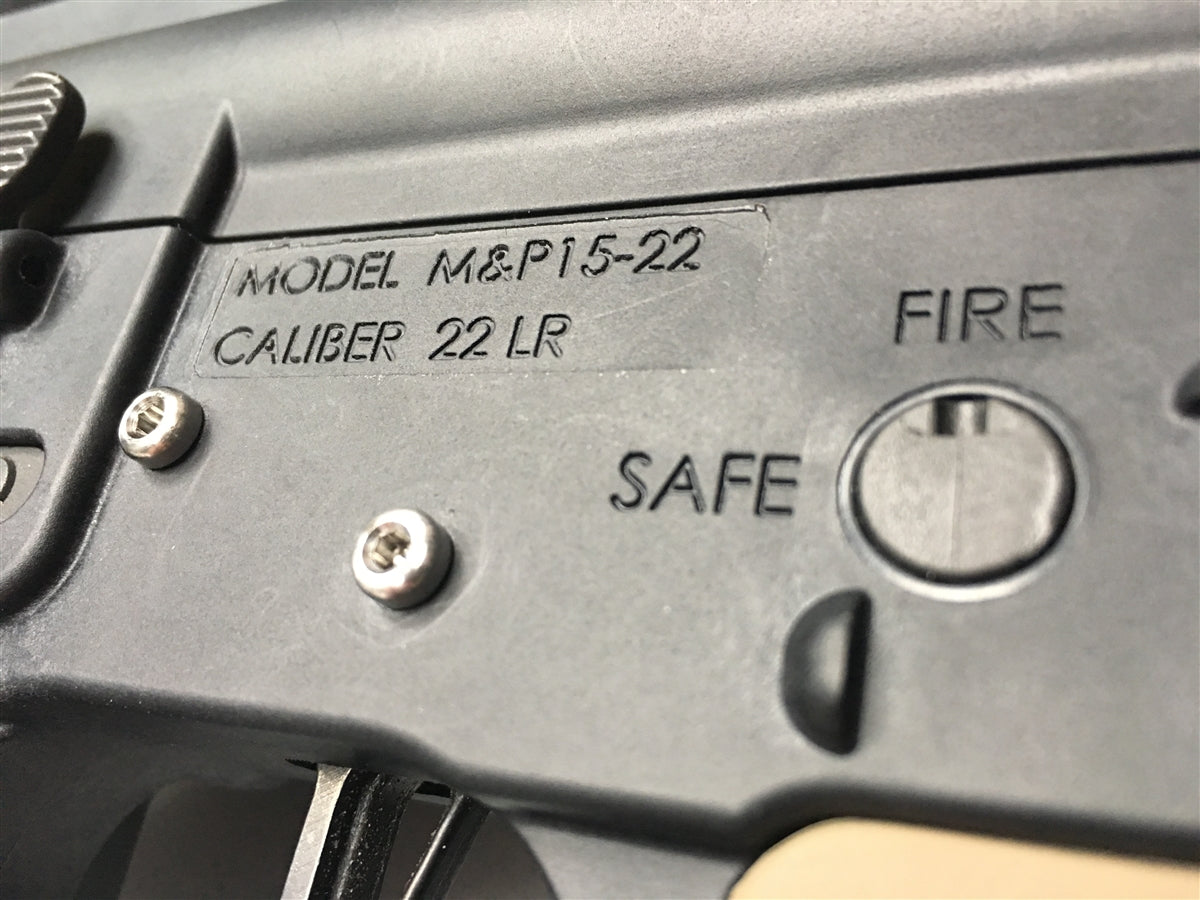 MODEL M&P15-22
CALIBER 22 LR
FIRE
SAFE